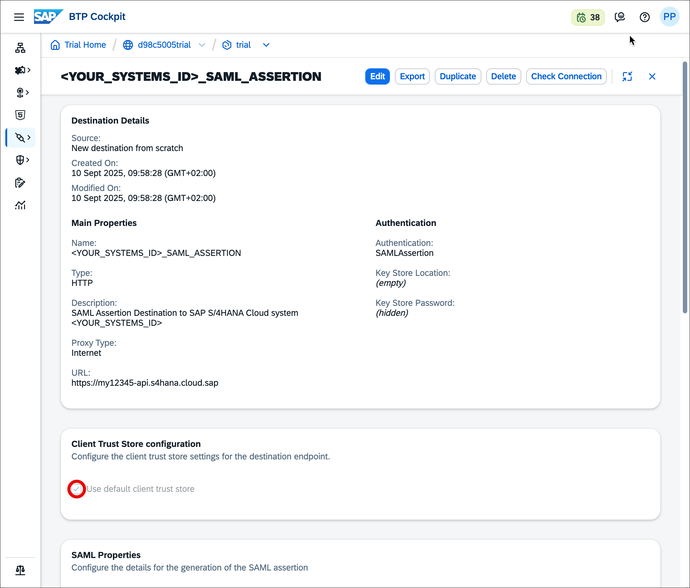 SAP BTP Cockpit
38
PP
Trial Home / d98c5005trial / trial
<YOUR_SYSTEMS_ID>_SAML_ASSERTION
Edit Export Duplicate Delete Check Connection
Destination Details
Source:
New destination from scratch
Created On:
10 Sept 2025, 09:58:28 (GMT+02:00)
Modified On:
10 Sept 2025, 09:58:28 (GMT+02:00)
Main Properties
Name:
<YOUR_SYSTEMS_ID>_SAML_ASSERTION
Type:
HTTP
Description:
SAML Assertion Destination to SAP S/4HANA Cloud system
<YOUR_SYSTEMS_ID>
Proxy Type:
Internet
URL:
https://my12345-api.s4hana.cloud.sap
Authentication
Authentication:
SAMLAssertion
Key Store Location:
(empty)
Key Store Password:
(hidden)
Client Trust Store configuration
Configure the client trust store settings for the destination endpoint.
Use default client trust store
SAML Properties
Configure the details for the generation of the SAML assertion